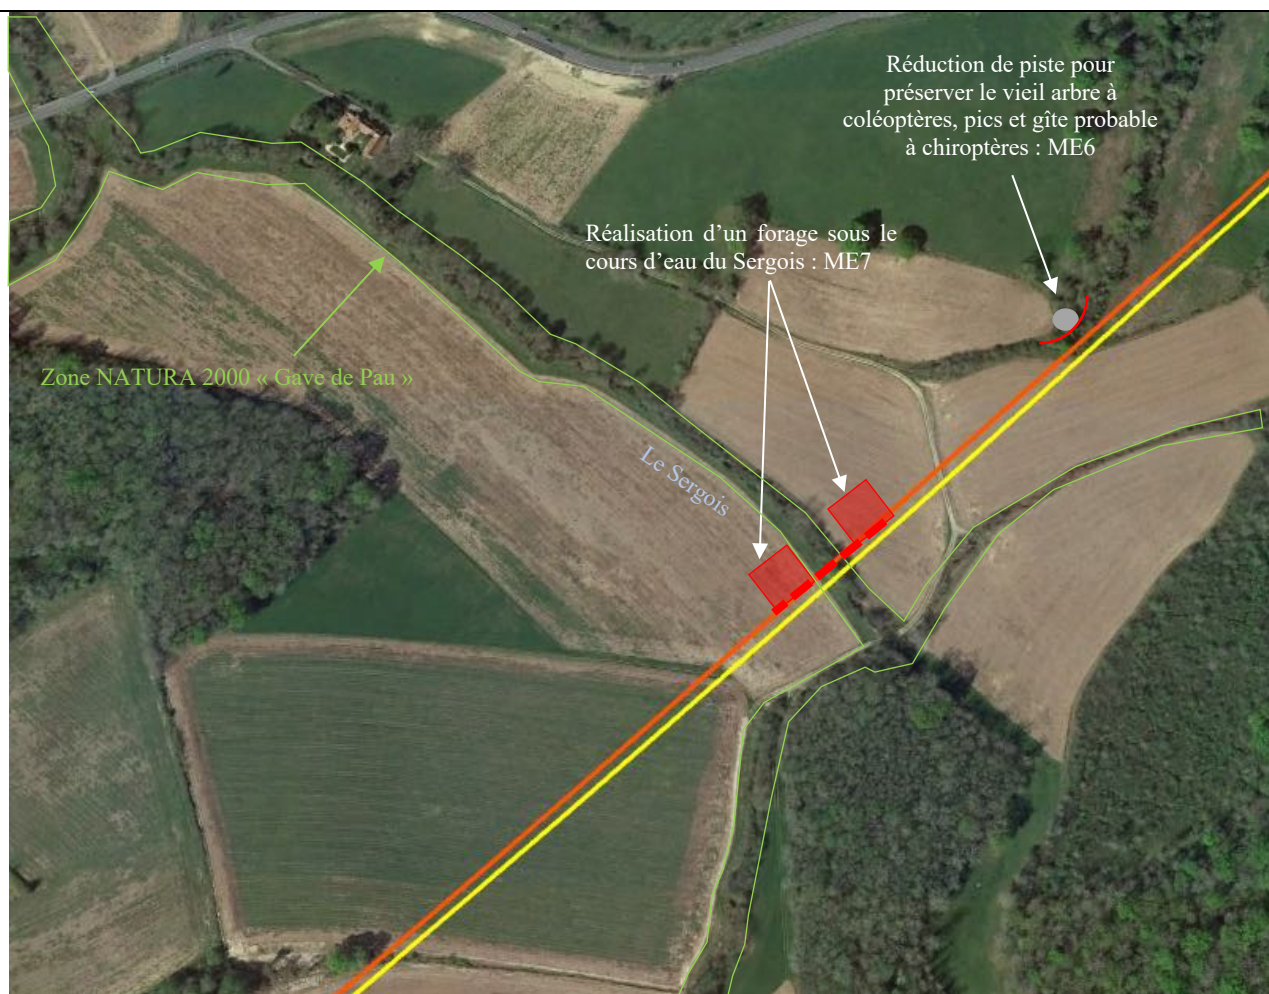 Réduction de piste pour
préserver le vieil arbre à
coléoptères, pics et gîte probable
à chiroptères : ME6
Réalisation d’un forage sous le
cours d’eau du Sergois : ME7
Zone NATURA 2000 « Gave de Pau »
Le Sergois